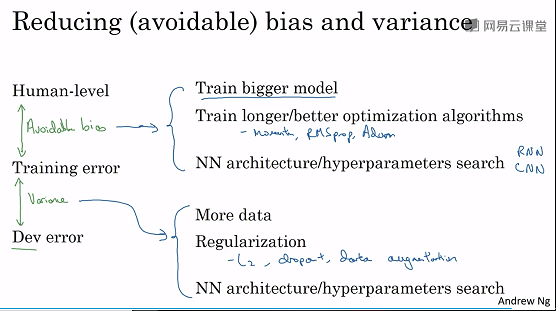 Reducing (avoidable) bias and variance
网易云课堂
Human-level
Train bigger model
Avoidable bias
Train longer/better optimization algorithms
- momentum, RMSprop, Adam
Training error
NN architecture/hyperparameters search
RNN
CNN
Variance
More data
Dev error
Regularization
- L2, dropout, data augmentation
NN architecture/hyperparameters search
Andrew Ng